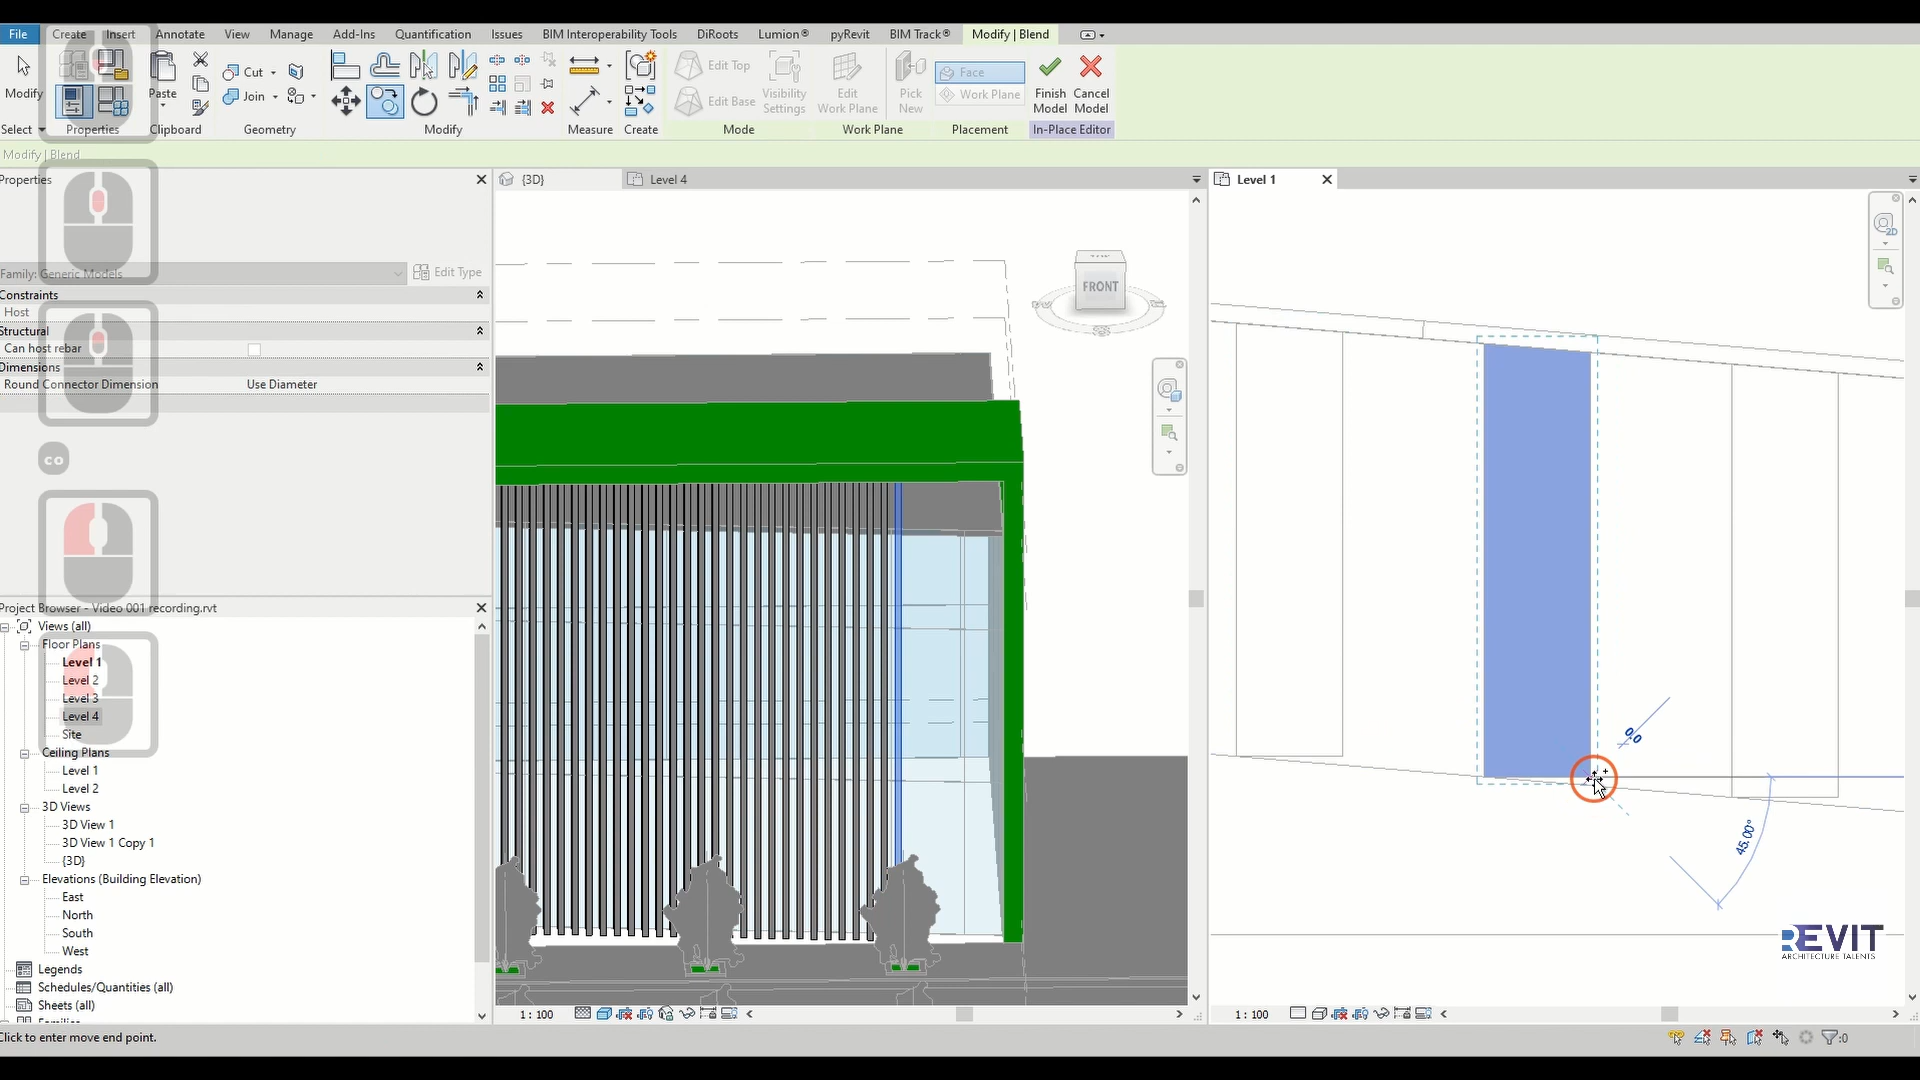 File
Create
Insert
Annotate
View
Manage
Add-Ins
Quantification
Issues
BIM Interoperability Tools
DiRoots
Lumion®
pyRevit
BIM Track®
Modify | Blend
Modify
Paste
Cut
Join
Edit Top
Edit Base
Visibility
Settings
Edit
Work Plane
Pick
New
Face
Work Plane
Finish
Model
Cancel
Model
Select
Properties
Clipboard
Geometry
Modify
Measure
Create
Mode
Work Plane
Placement
In-Place Editor
Modify | Blend
Properties
{3D}
Level 4
Level 1
Family: Generic Models
Edit Type
Constraints
Host
Structural
Can host rebar
Dimensions
Round Connector Dimension
Use Diameter
co
FRONT
2D
0.0
45.00°
Project Browser - Video 001 recording.rvt
Views (all)
Floor Plans
Level 1
Level 2
Level 3
Level 4
Site
Ceiling Plans
Level 1
Level 2
3D Views
3D View 1
3D View 1 Copy 1
{3D}
Elevations (Building Elevation)
East
North
South
West
Legends
Schedules/Quantities (all)
Sheets (all)
REVIT
ARCHITECTURE TALENTS
1 : 100
1 : 100
Click to enter move end point.
:0